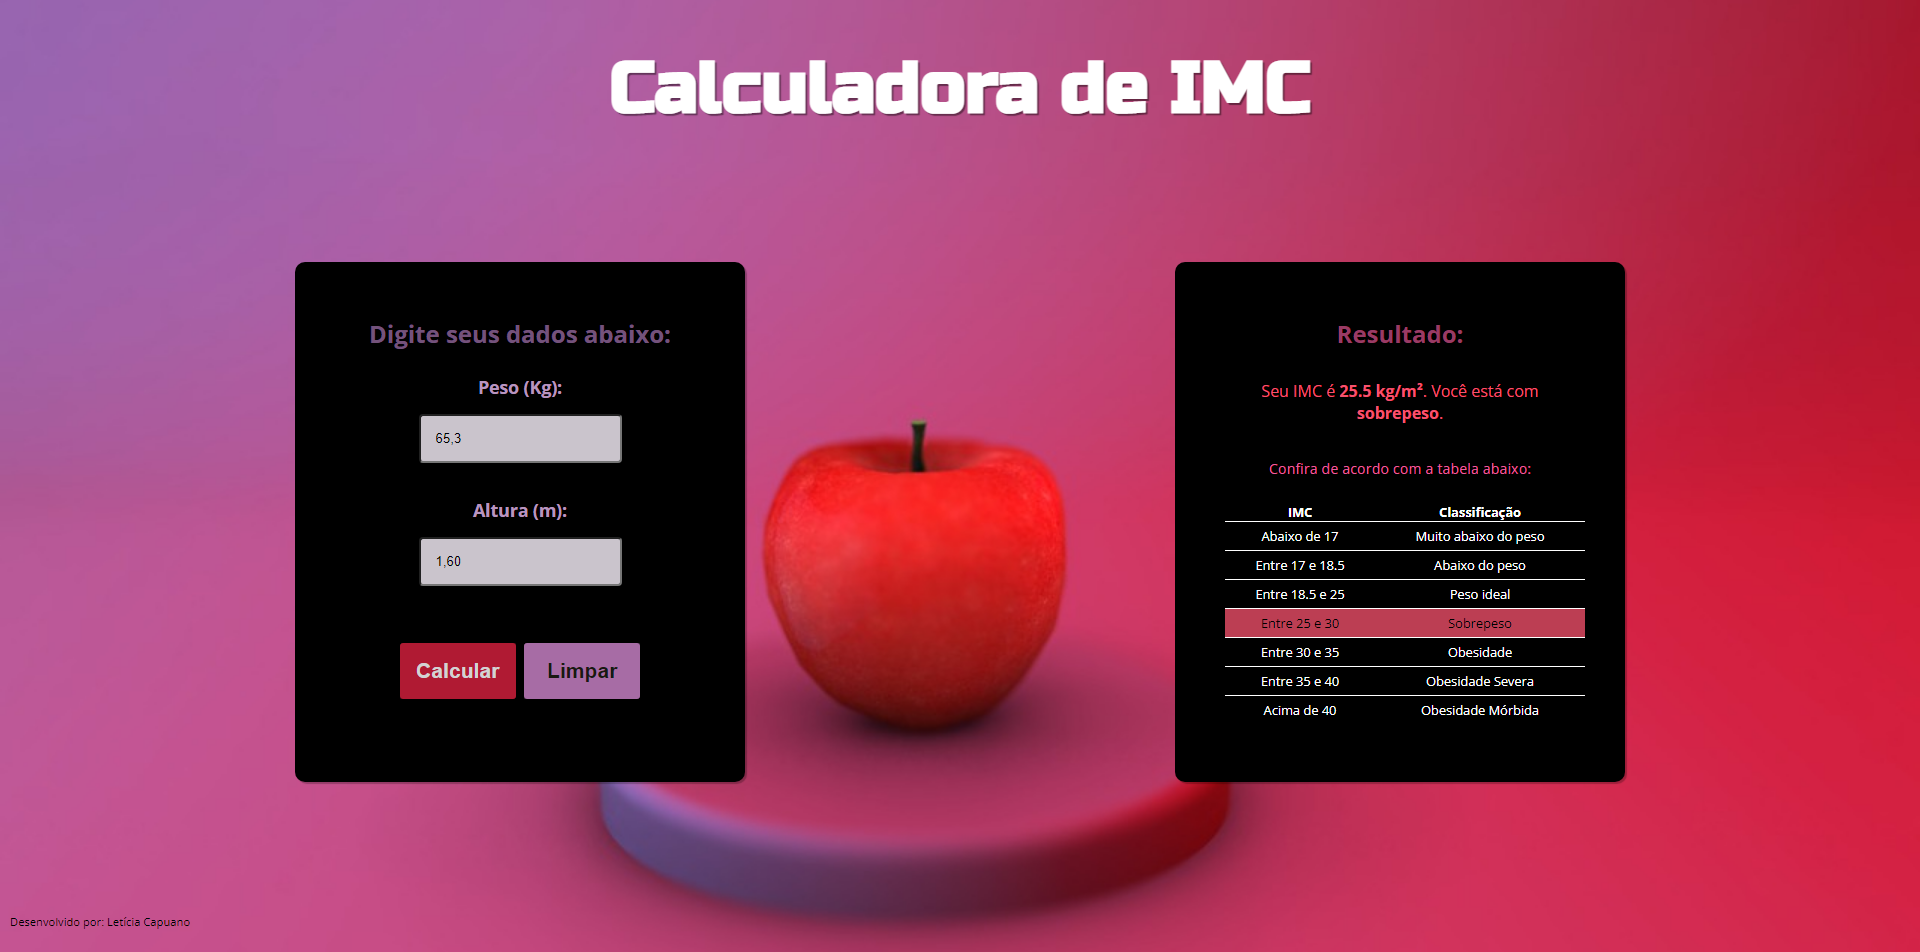 Calculadora de IMC
Digite seus dados abaixo:
Peso (Kg):
65,3
Altura (m):
1,60
Calcular
Limpar
Resultado:
Seu IMC é 25.5 kg/m². Você está com
sobrepeso.
Confira de acordo com a tabela abaixo:
IMC Classificação
Abaixo de 17 Muito abaixo do peso
Entre 17 e 18.5 Abaixo do peso
Entre 18.5 e 25 Peso ideal
Entre 25 e 30 Sobrepeso
Entre 30 e 35 Obesidade
Entre 35 e 40 Obesidade Severa
Acima de 40 Obesidade Mórbida
Desenvolvido por: Letícia Capuano